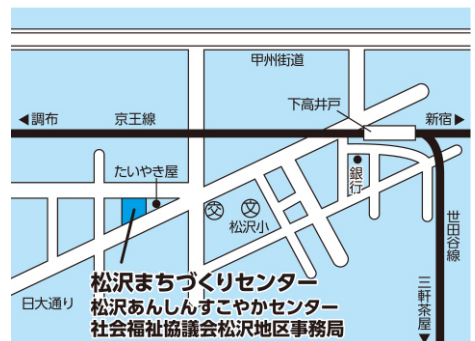 甲州街道
下高井戸
◀調布
京王線
新宿▶
たいやき屋
銀行
交
文
松沢小
世田谷線
松沢まちづくりセンター
松沢あんしんすこやかセンター
社会福祉協議会松沢地区事務局
日大通り
三軒茶屋▼